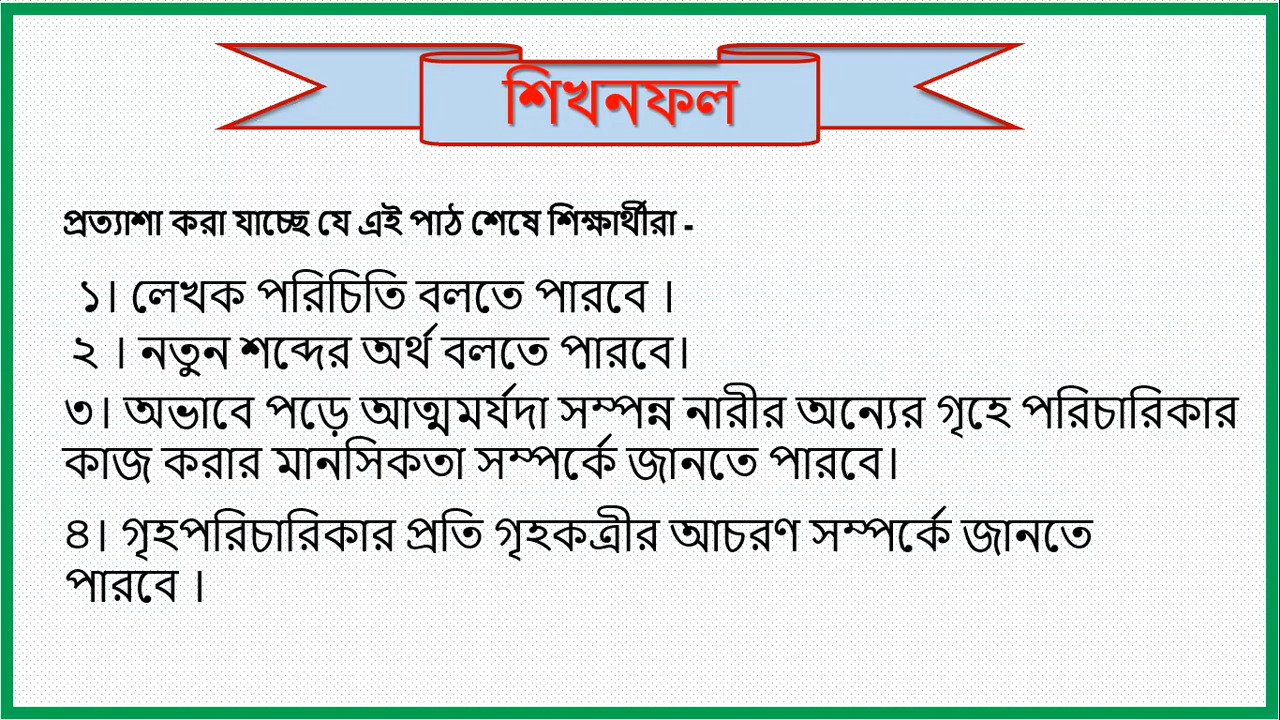 শিখনফল
প্রত্যাশা করা যাচ্ছে যে এই পাঠ শেষে শিক্ষার্থীরা -
১। লেখক পরিচিতি বলতে পারবে ।
২ । নতুন শব্দের অর্থ বলতে পারবে।
৩। অভাবে পড়ে আত্মমর্যদা সম্পন্ন নারীর অন্যের গৃহে পরিচারিকার
কাজ করার মানসিকতা সম্পর্কে জানতে পারবে।
৪। গৃহপরিচারিকার প্রতি গৃহকত্রীর আচরণ সম্পর্কে জানতে
পারবে ।